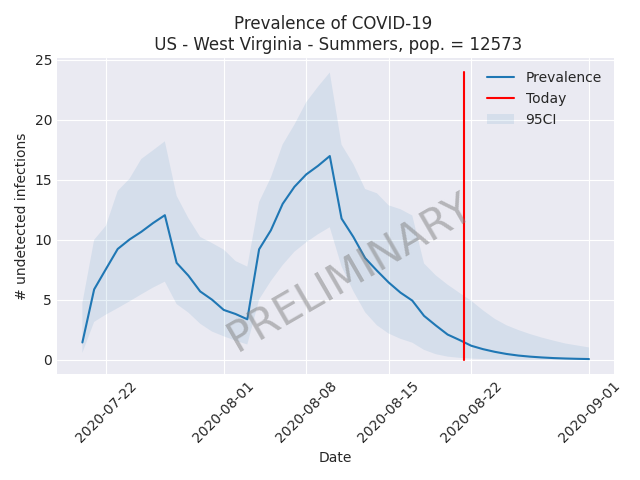 Prevalence of COVID-19
US - West Virginia - Summers, pop. = 12573
25
20
15
10
5
0
# undetected infections
Prevalence
Today
95CI
PRELIMINARY
2020-07-22
2020-08-01
2020-08-08
2020-08-15
2020-08-22
2020-09-01
Date